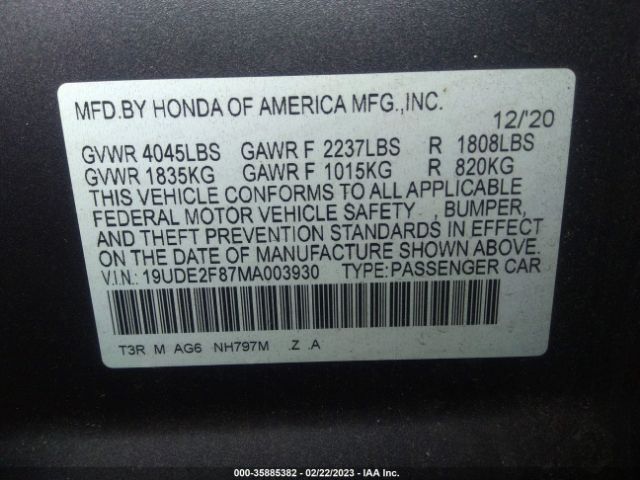 MFD.BY HONDA OF AMERICA MFG.,INC.
12/'20
GVWR 4045LBS GAWR F 2237LBS R 1808LBS
GVWR 1835KG GAWR F 1015KG R 820KG
THIS VEHICLE CONFORMS TO ALL APPLICABLE
FEDERAL MOTOR VEHICLE SAFETY , BUMPER,
AND THEFT PREVENTION STANDARDS IN EFFECT
ON THE DATE OF MANUFACTURE SHOWN ABOVE.
V.I.N.: 19UDE2F87MA003930 TYPE:PASSENGER CAR
T3R M AG6 NH797M .Z .A
000-35885382 - 02/22/2023 - IAA Inc.